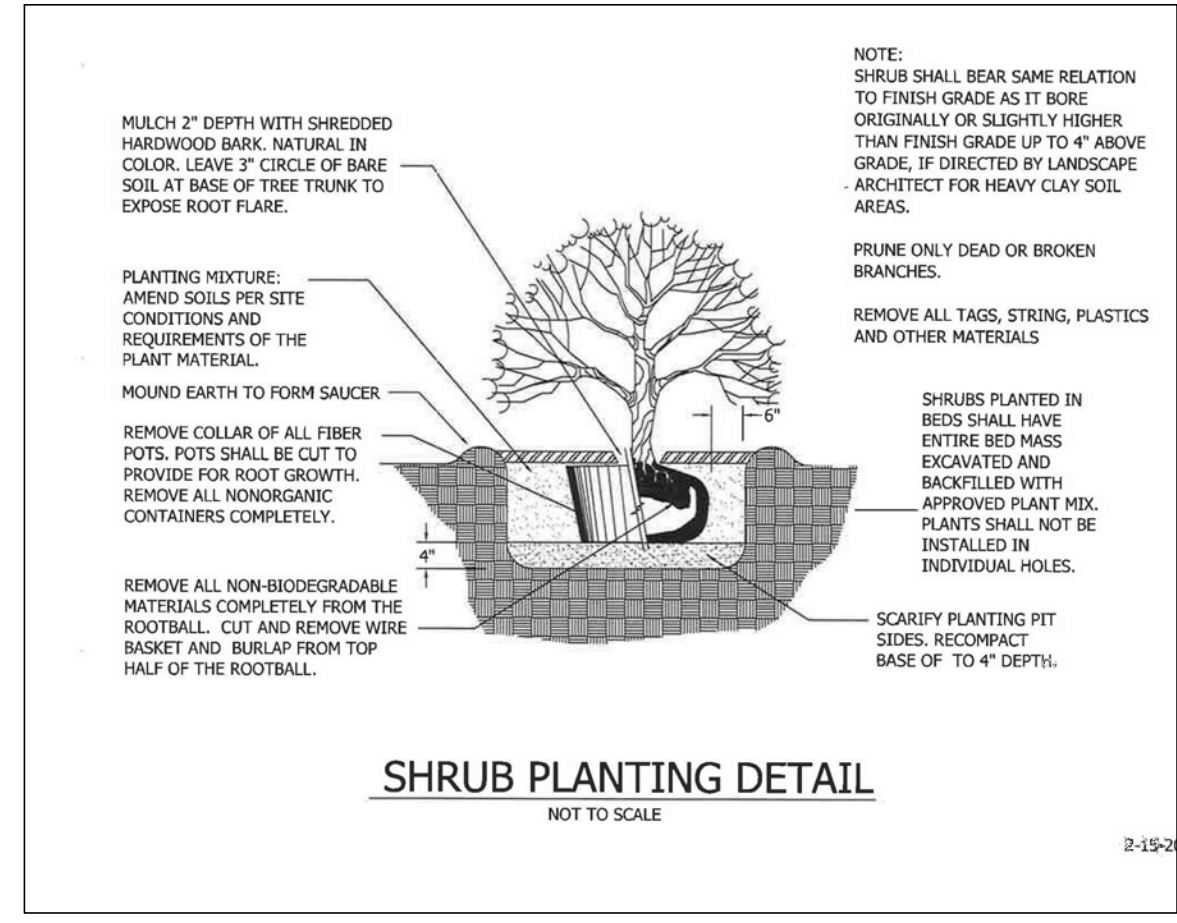 MULCH 2" DEPTH WITH SHREDDED
HARDWOOD BARK. NATURAL IN
COLOR. LEAVE 3" CIRCLE OF BARE
SOIL AT BASE OF TREE TRUNK TO
EXPOSE ROOT FLARE.
PLANTING MIXTURE:
AMEND SOILS PER SITE
CONDITIONS AND
REQUIREMENTS OF THE
PLANT MATERIAL.
MOUND EARTH TO FORM SAUCER
REMOVE COLLAR OF ALL FIBER
POTS. POTS SHALL BE CUT TO
PROVIDE FOR ROOT GROWTH.
REMOVE ALL NONORGANIC
CONTAINERS COMPLETELY.
4"
REMOVE ALL NON-BIODEGRADABLE
MATERIALS COMPLETELY FROM THE
ROOTBALL. CUT AND REMOVE WIRE
BASKET AND BURLAP FROM TOP
HALF OF THE ROOTBALL.
6"
NOTE:
SHRUB SHALL BEAR SAME RELATION
TO FINISH GRADE AS IT BORE
ORIGINALLY OR SLIGHTLY HIGHER
THAN FINISH GRADE UP TO 4" ABOVE
GRADE, IF DIRECTED BY LANDSCAPE
ARCHITECT FOR HEAVY CLAY SOIL
AREAS.
PRUNE ONLY DEAD OR BROKEN
BRANCHES.
REMOVE ALL TAGS, STRING, PLASTICS
AND OTHER MATERIALS
SHRUBS PLANTED IN
BEDS SHALL HAVE
ENTIRE BED MASS
EXCAVATED AND
BACKFILLED WITH
APPROVED PLANT MIX.
PLANTS SHALL NOT BE
INSTALLED IN
INDIVIDUAL HOLES.
SCARIFY PLANTING PIT
SIDES. RECOMPACT
BASE OF TO 4" DEPTH.
SHRUB PLANTING DETAIL
NOT TO SCALE
2-15-20